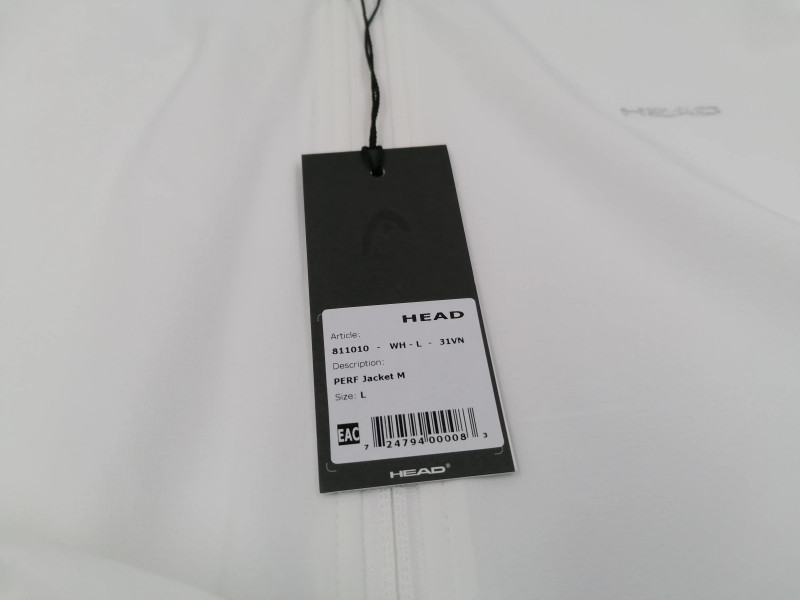 HEAD
HEAD
Article:
811010 - WH - L - 31VN
Description:
PERF Jacket M
Size: L
EAC
7 24794 00008 3
HEAD®